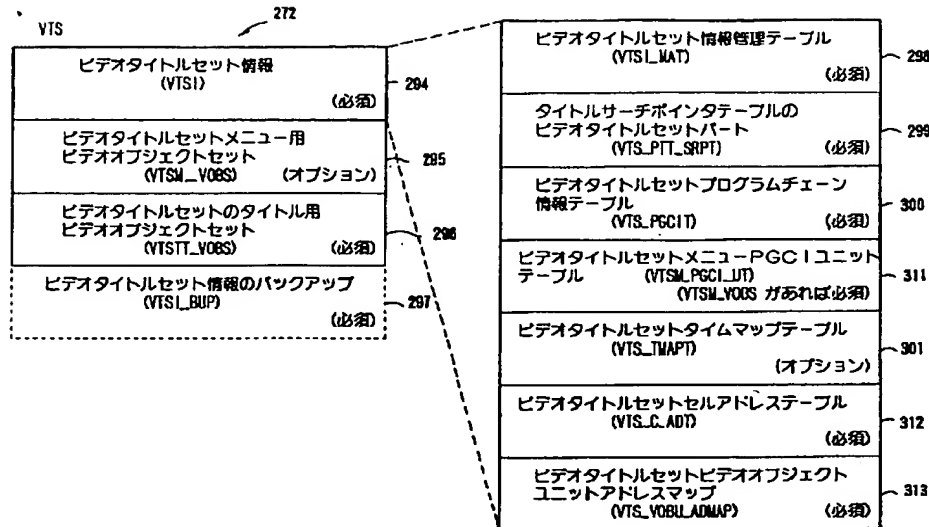 VTS
272
ビデオタイトルセット情報
(VTSI)
(必須)
294
ビデオタイトルセットメニュー用
ビデオオブジェクトセット
(VTSM_VOBS) (オプション)
295
ビデオタイトルセットのタイトル用
ビデオオブジェクトセット
(VTSTT_VOBS) (必須)
296
ビデオタイトルセット情報のバックアップ
(VTSI_BUP)
(必須)
297
ビデオタイトルセット情報管理テーブル
(VTSI_MAT)
(必須)
298
タイトルサーチポインタテーブルの
ビデオタイトルセットパート
(VTS_PTT_SRPT) (必須)
299
ビデオタイトルセットプログラムチェーン
情報テーブル
(VTS_PGCIT) (必須)
300
ビデオタイトルセットメニューPGCIユニット
テーブル (VTSM_PGCI_UT)
(VTSM_VOBS があれば必須)
311
ビデオタイトルセットタイムマップテーブル
(VTS_TMAPT)
(オプション)
301
ビデオタイトルセットセルアドレステーブル
(VTS_C_ADT)
(必須)
312
ビデオタイトルセットビデオオブジェクト
ユニットアドレスマップ
(VTS_VOBU_ADMAP) (必須)
313